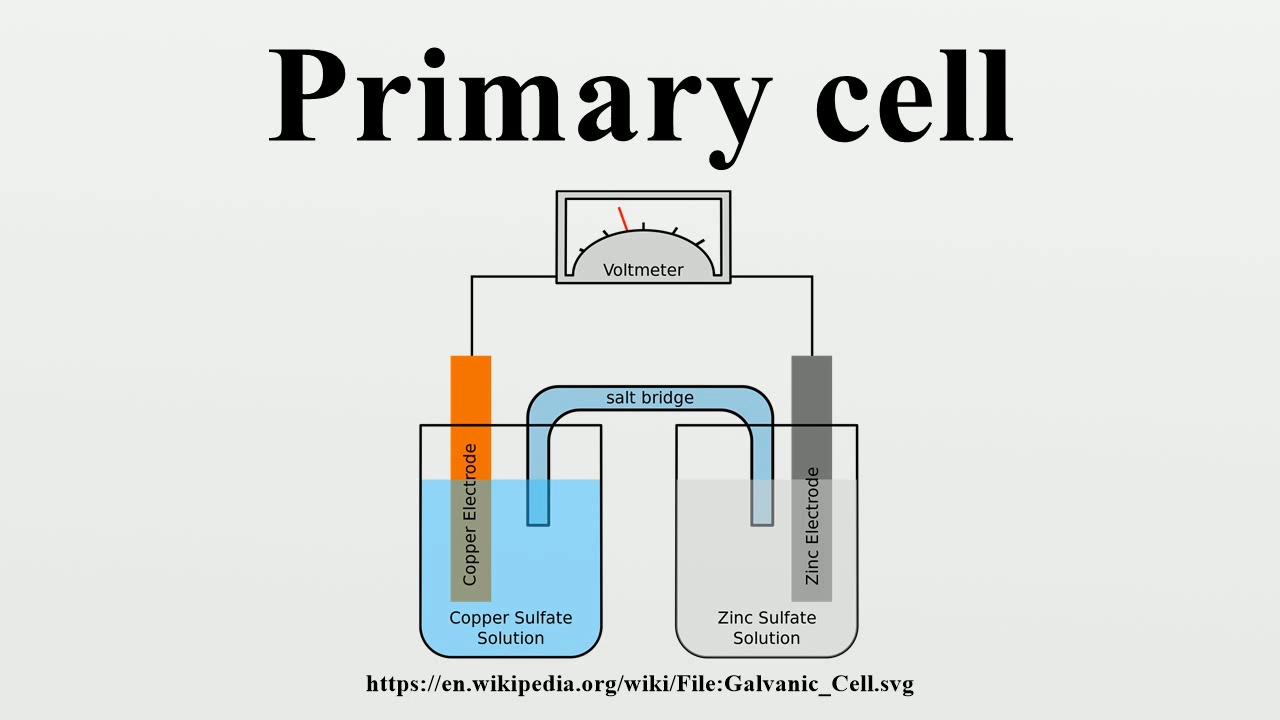 Primary cell
Voltmeter
salt bridge
Copper Electrode
Zinc Electrode
Copper Sulfate
Solution
Zinc Sulfate
Solution
https://en.wikipedia.org/wiki/File:Galvanic_Cell.svg